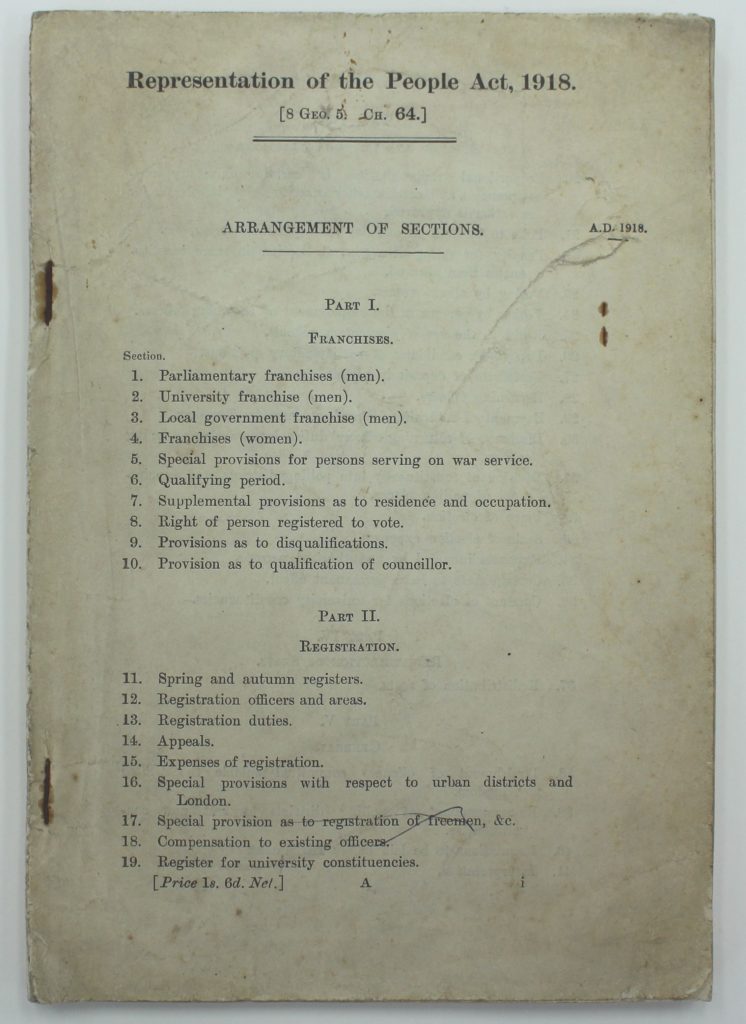 Representation of the People Act, 1918.
[8 Geo. 5. Ch. 64.]
ARRANGEMENT OF SECTIONS.
A.D. 1918.
Part I.
Franchises.
Section.
1. Parliamentary franchises (men).
2. University franchise (men).
3. Local government franchise (men).
4. Franchises (women).
5. Special provisions for persons serving on war service.
6. Qualifying period.
7. Supplemental provisions as to residence and occupation.
8. Right of person registered to vote.
9. Provisions as to disqualifications.
10. Provision as to qualification of councillor.
Part II.
Registration.
11. Spring and autumn registers.
12. Registration officers and areas.
13. Registration duties.
14. Appeals.
15. Expenses of registration.
16. Special provisions with respect to urban districts and
London.
17. Special provision as to registration of freemen, &c.
18. Compensation to existing officers.
19. Register for university constituencies.
[Price 1s. 6d. Net.] A i